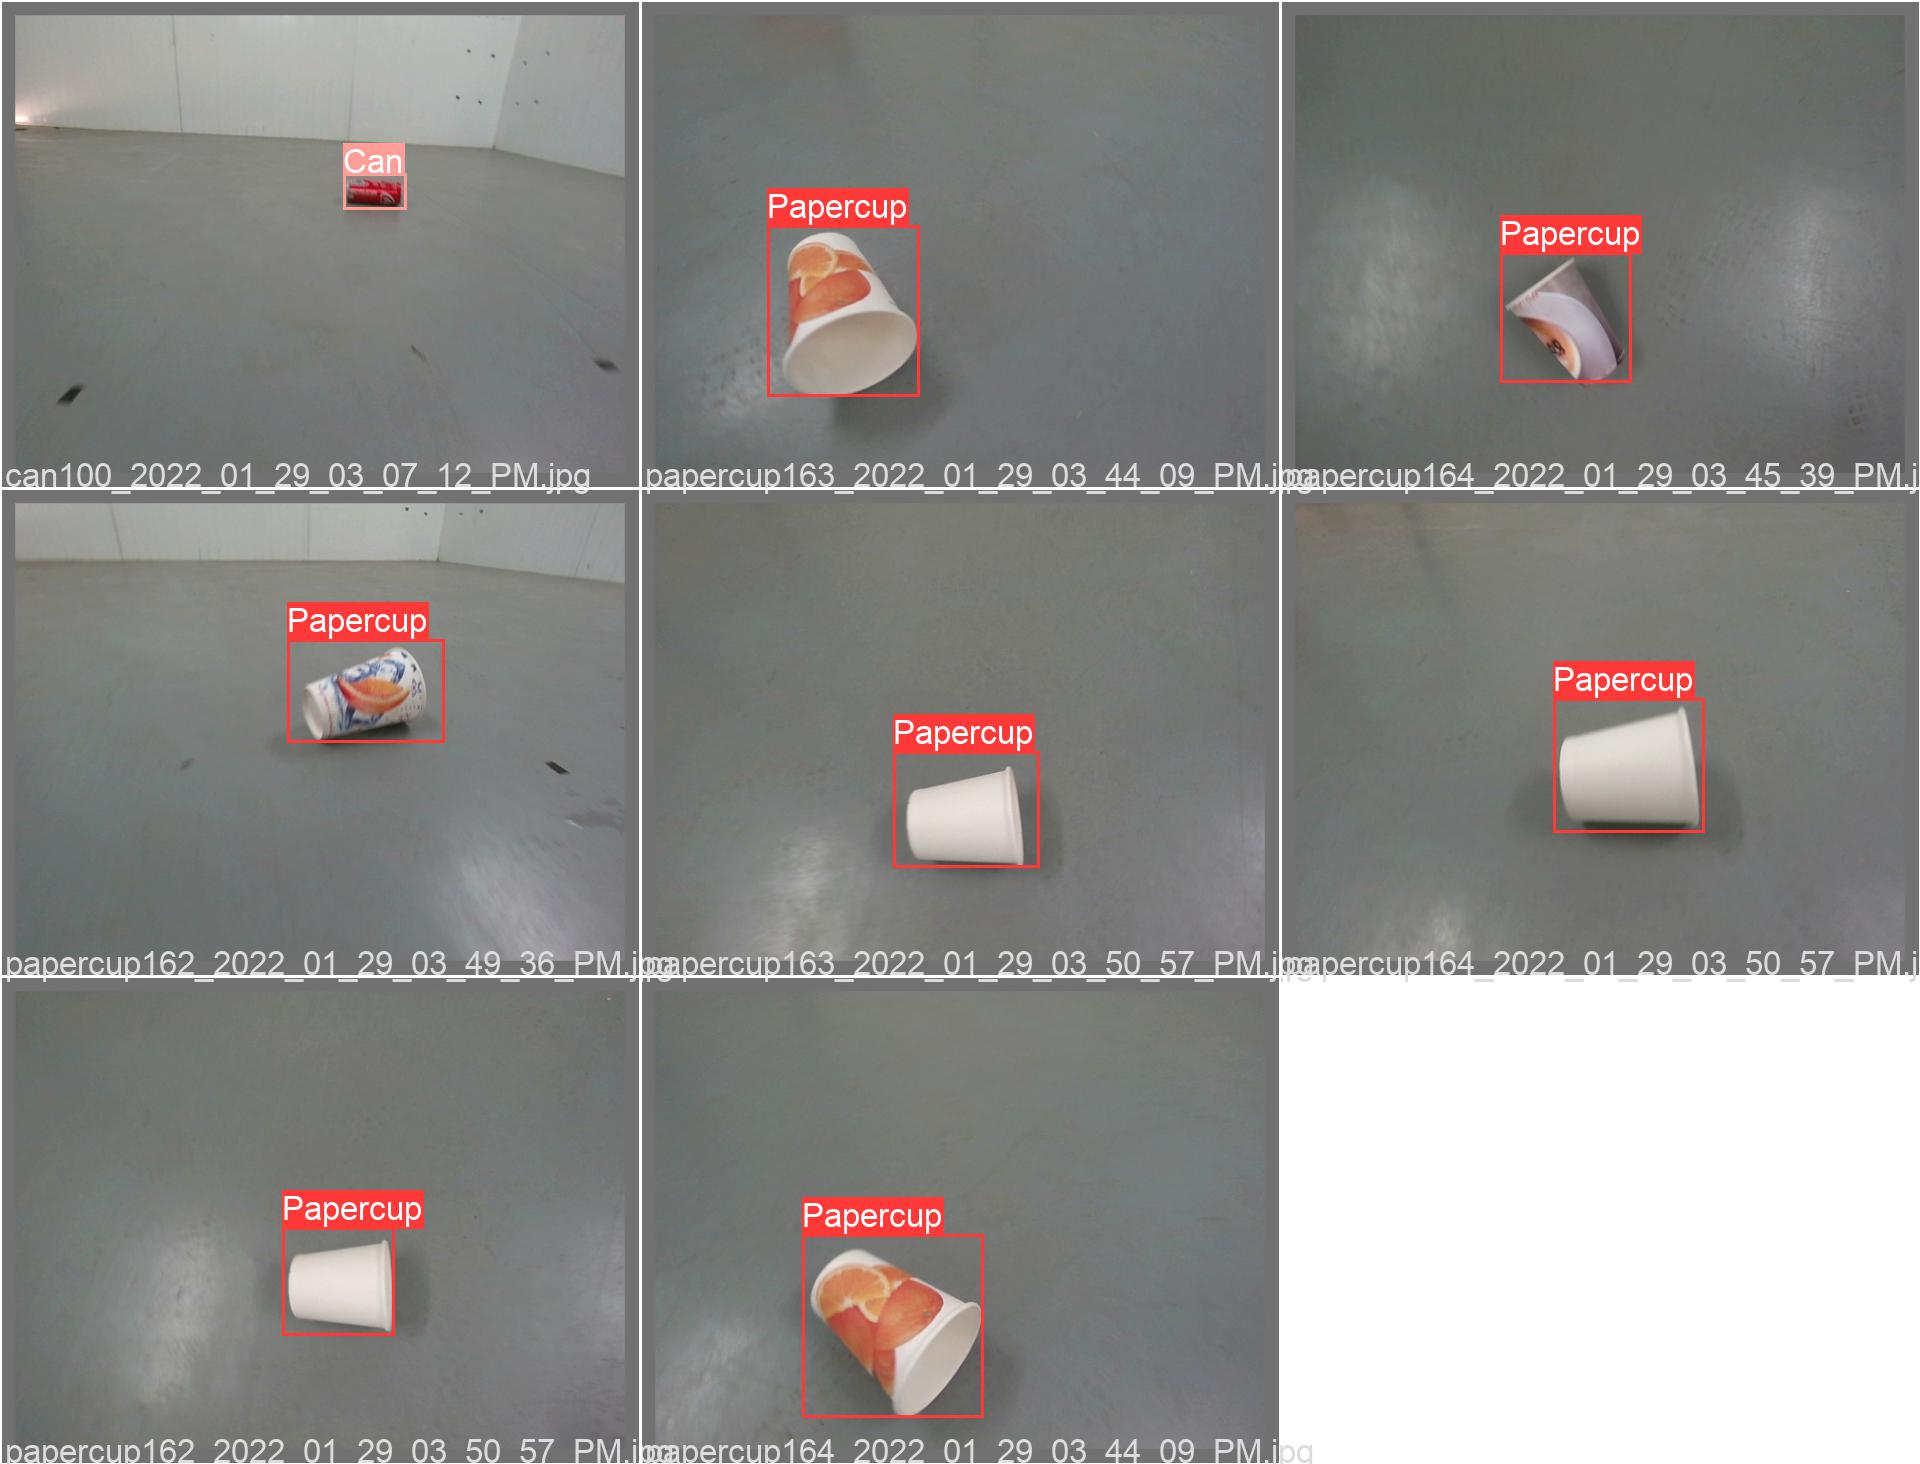 Can
can100_2022_01_29_03_07_12_PM.jpg
Papercup
papercup163_2022_01_29_03_44_09_PM.jpg
Papercup
papercup164_2022_01_29_03_45_39_PM.j
Papercup
papercup162_2022_01_29_03_49_36_PM.jpg
Papercup
papercup163_2022_01_29_03_50_57_PM.jpg
Papercup
papercup164_2022_01_29_03_50_57_PM.j
Papercup
papercup162_2022_01_29_03_50_57_PM.jpg
Papercup
papercup164_2022_01_29_03_44_09_PM.jpg